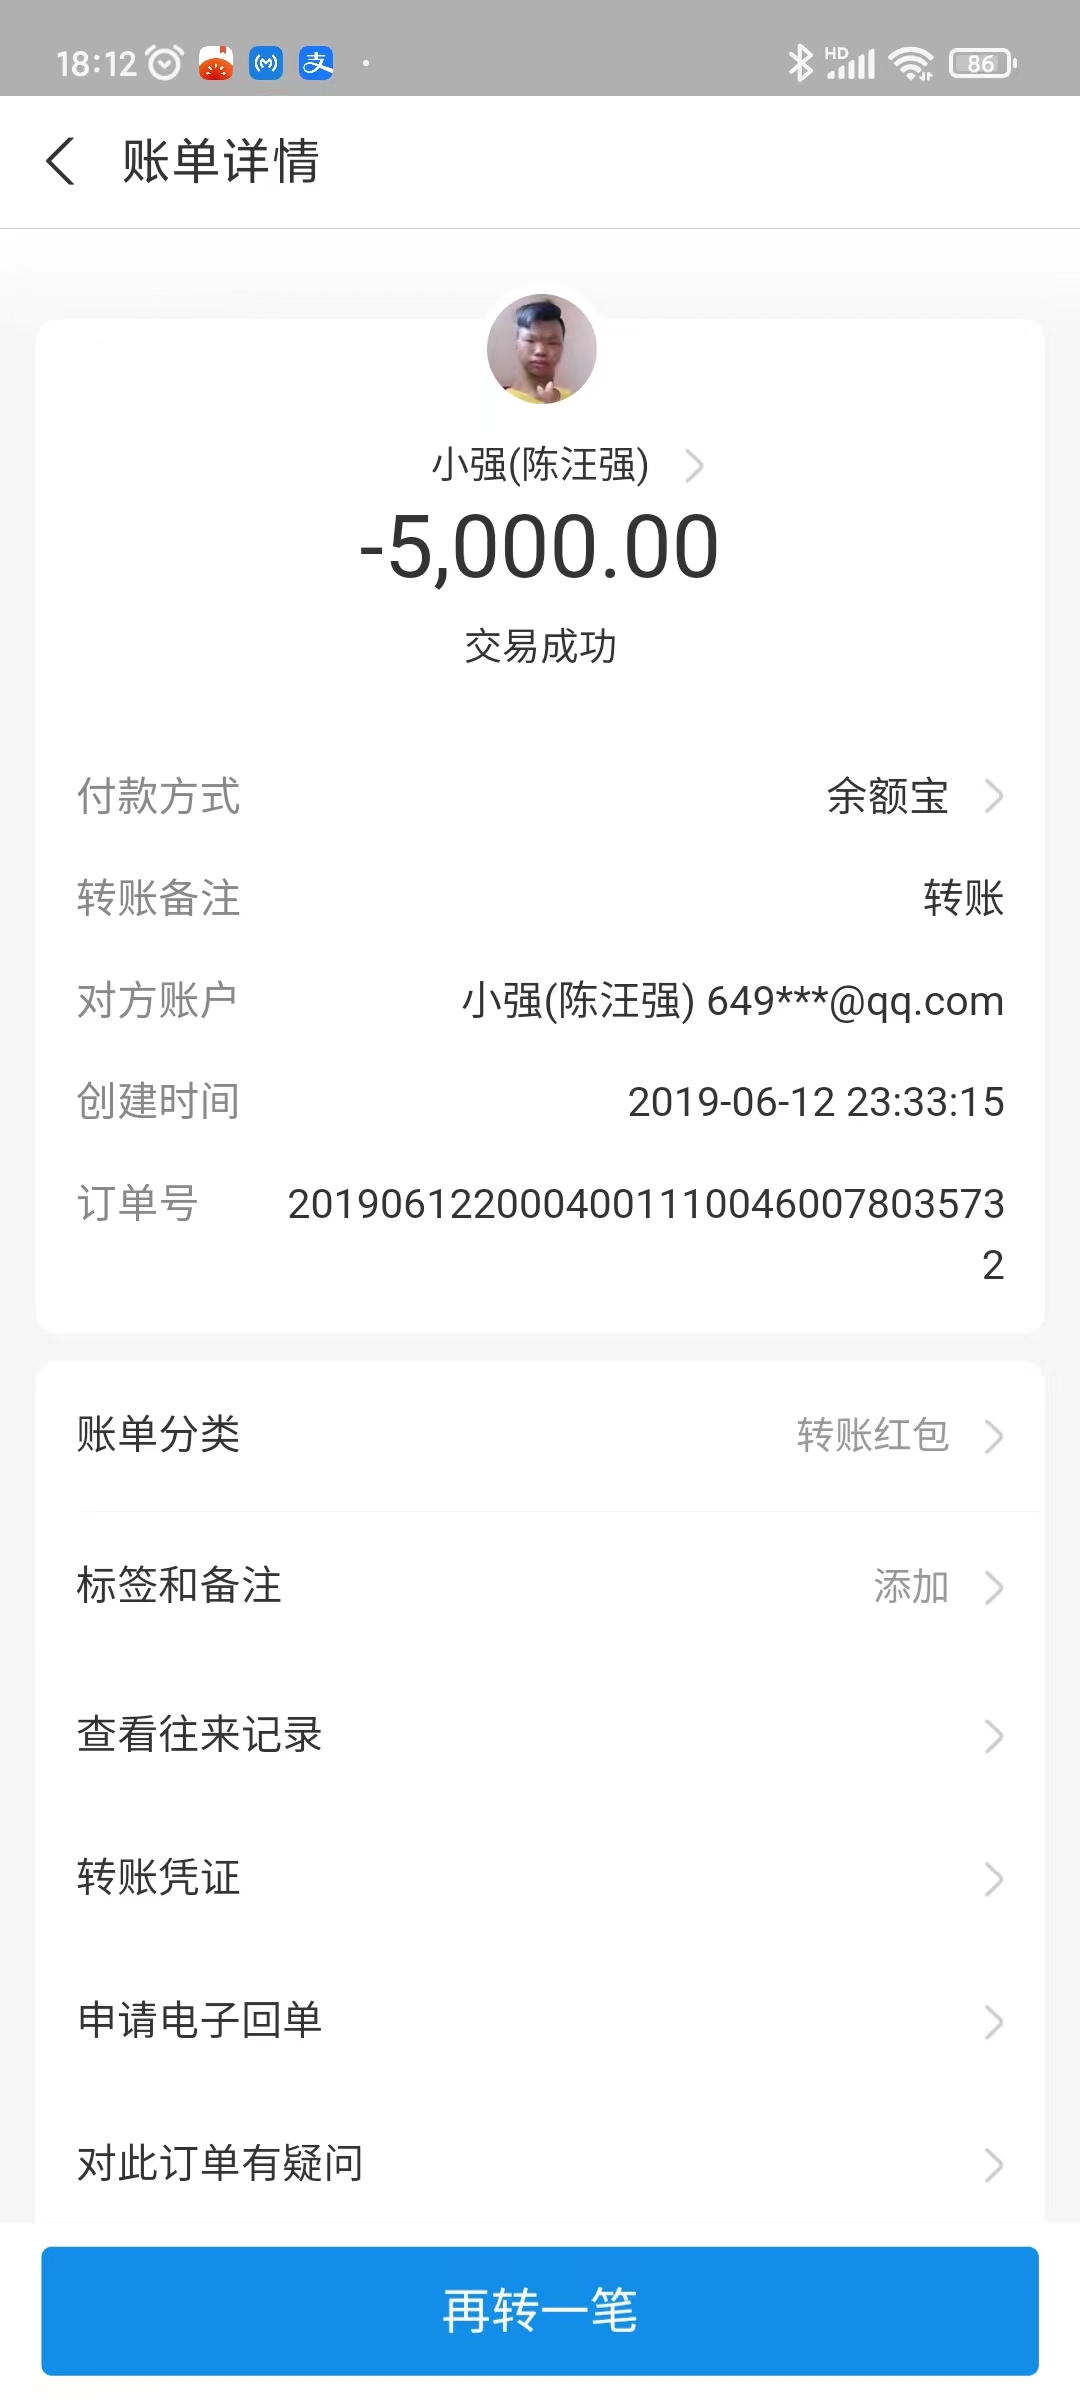 18:12 HD 86
账单详情
小强(陈汪强)
-5,000.00
交易成功
付款方式 余额宝
转账备注 转账
对方账户 小强(陈汪强) 649***@qq.com
创建时间 2019-06-12 23:33:15
订单号 2019061220004001110046007803573
2
账单分类 转账红包
标签和备注 添加
查看往来记录
转账凭证
申请电子回单
对此订单有疑问
再转一笔